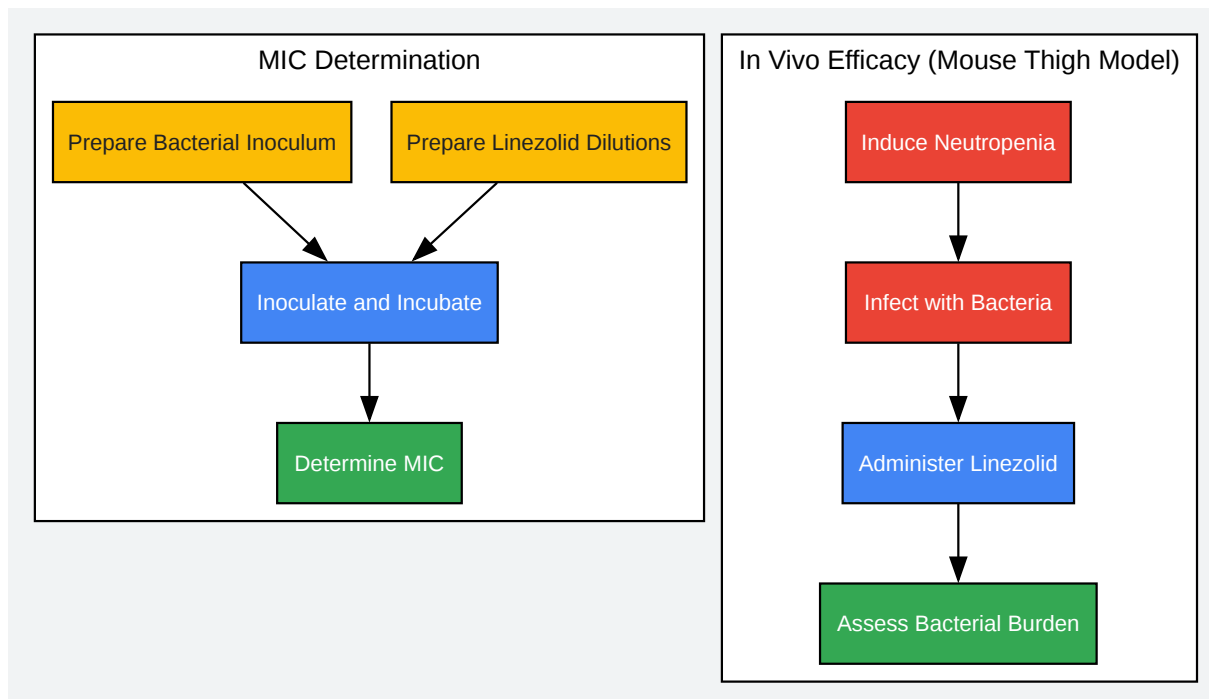 MIC Determination
Prepare Bacterial Inoculum
Prepare Linezolid Dilutions
Inoculate and Incubate
Determine MIC
In Vivo Efficacy (Mouse Thigh Model)
Induce Neutropenia
Infect with Bacteria
Administer Linezolid
Assess Bacterial Burden